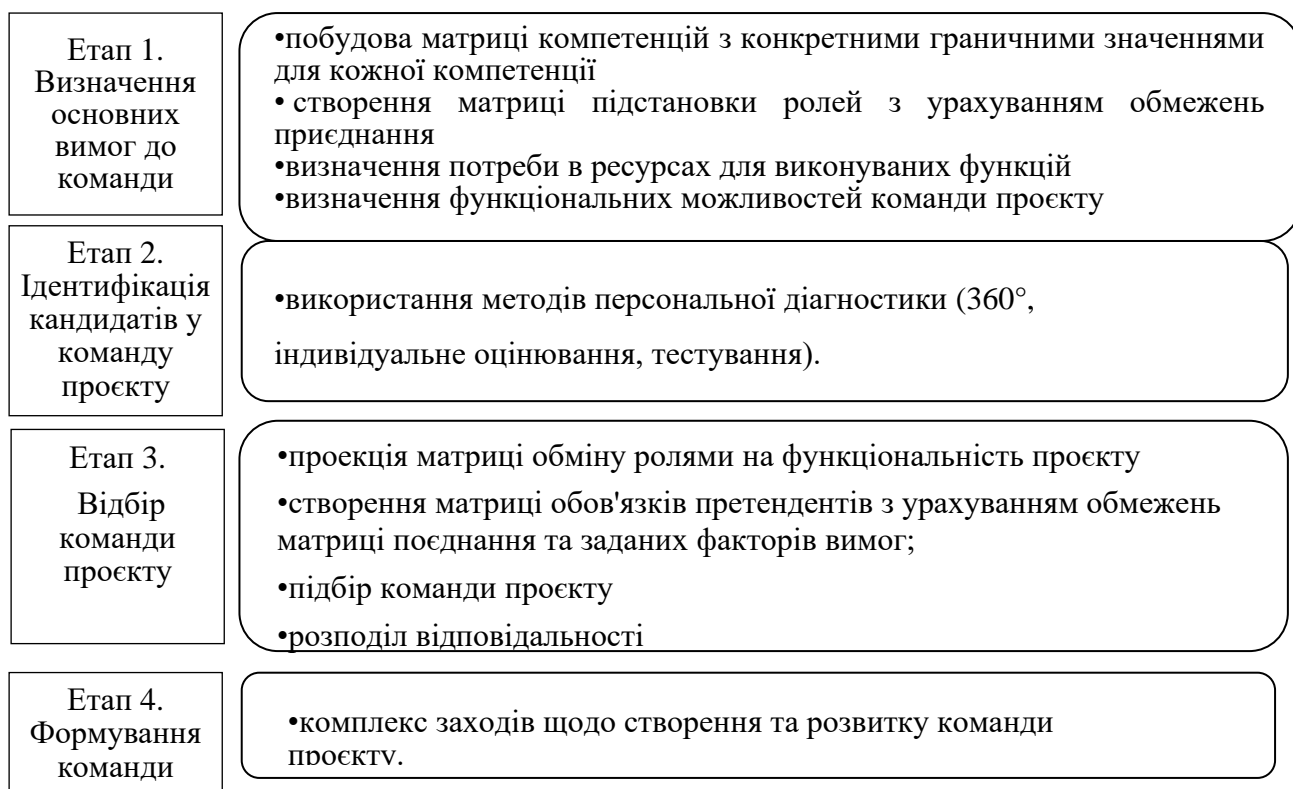 Етап 1.
Визначення
основних
вимог до
команди
•побудова матриці компетенцій з конкретними граничними значеннями
для кожної компетенції
• створення матриці підстановки ролей з урахуванням обмежень
приєднання
•визначення потреби в ресурсах для виконуваних функцій
•визначення функціональних можливостей команди проєкту
Етап 2.
Ідентифікація
кандидатів у
команду
проєкту
•використання методів персональної діагностики (360°,
індивідуальне оцінювання, тестування).
Етап 3.
Відбір
команди
проєкту
•проекція матриці обміну ролями на функціональність проєкту
•створення матриці обов'язків претендентів з урахуванням обмежень
матриці поєднання та заданих факторів вимог;
•підбір команди проєкту
•розподіл відповідальності
Етап 4.
Формування
команди
•комплекс заходів щодо створення та розвитку команди
проєкту.